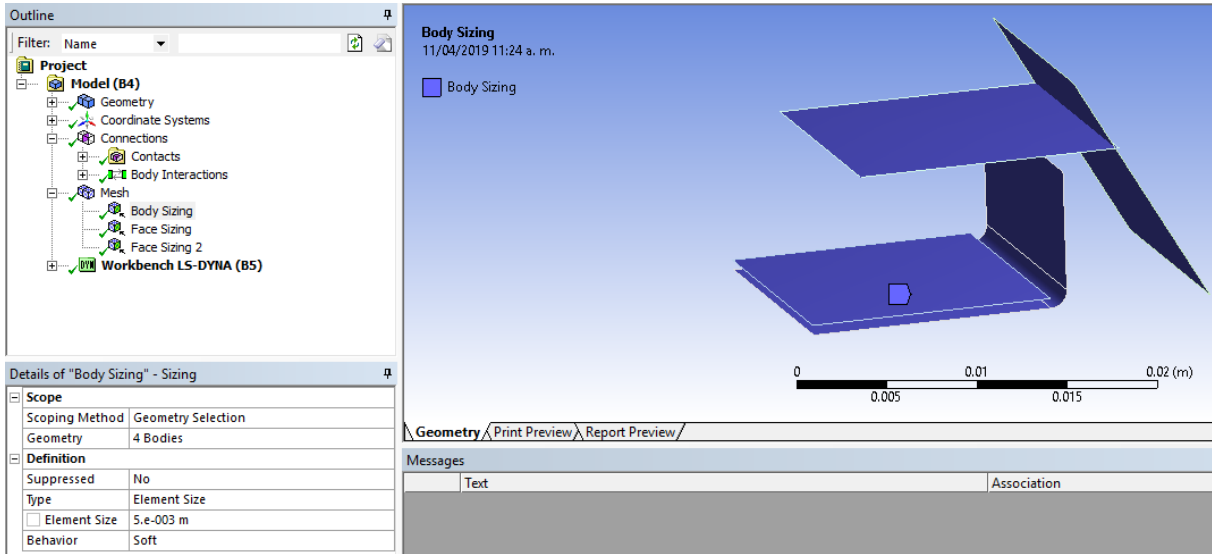 Outline
Filter: Name
Project
Model (B4)
Geometry
Coordinate Systems
Connections
Contacts
Body Interactions
Mesh
Body Sizing
Face Sizing
Face Sizing 2
DYN Workbench LS-DYNA (B5)
Details of "Body Sizing" - Sizing
Scope
Scoping Method Geometry Selection
Geometry 4 Bodies
Definition
Suppressed No
Type Element Size
Element Size 5.e-003 m
Behavior Soft
Body Sizing
11/04/2019 11:24 a. m.
Body Sizing
0 0.01 0.02 (m)
0.005 0.015
Geometry Print Preview Report Preview
Messages
Text Association